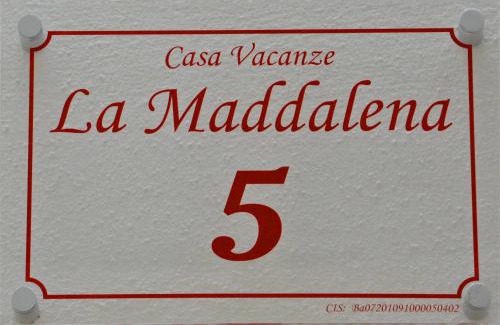 Casa Vacanze
La Maddalena
5
CIS: Ba07201091000050402